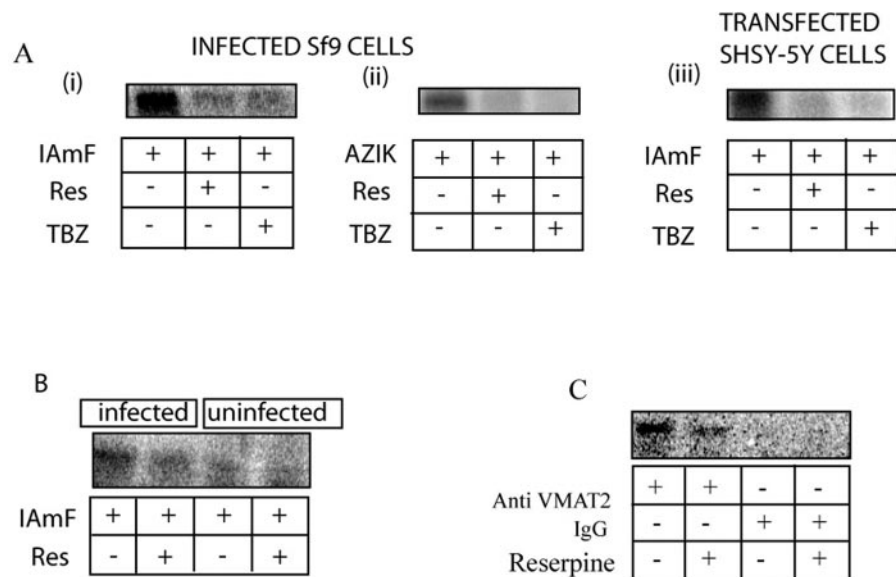 INFECTED Sf9 CELLS
TRANSFECTED
SHSY-5Y CELLS
A
(i)
(ii)
(iii)
IAmF + + +
Res - + -
TBZ - - +
AZIK + + +
Res - + -
TBZ - - +
IAmF + + +
Res - + -
TBZ - - +
B
infected uninfected
IAmF + + + +
Res - + - +
C
Anti VMAT2 + + - -
IgG - - + +
Reserpine - + - +